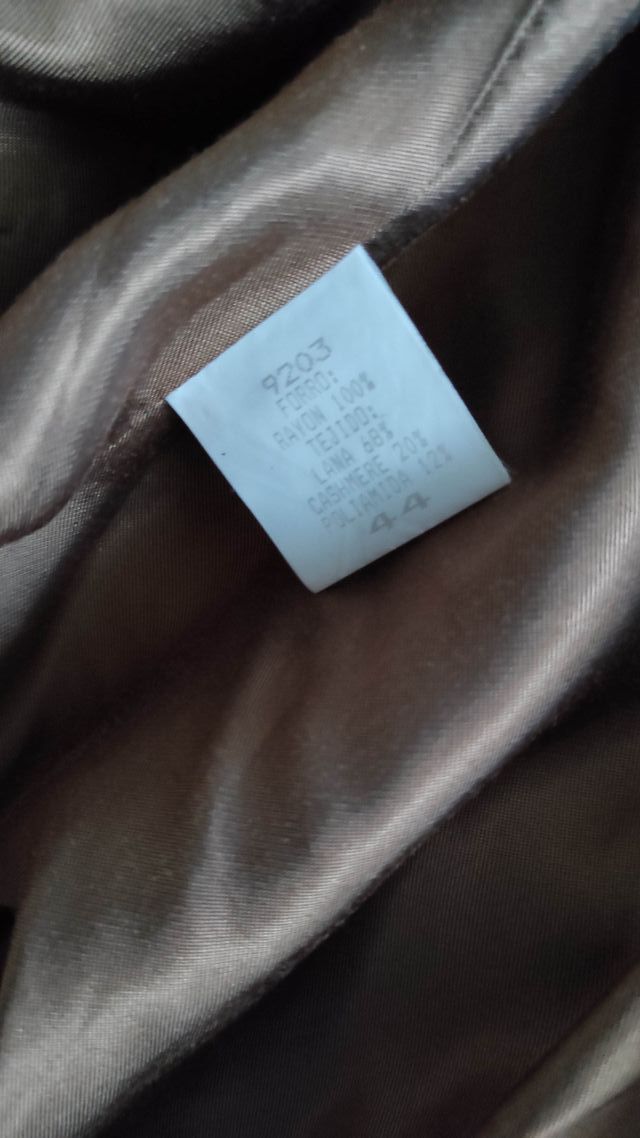 9203
FORRO:
RAYON 100%
TEJIDO:
LANA 68%
CASHMERE 20%
POLIAMIDA 12%
44